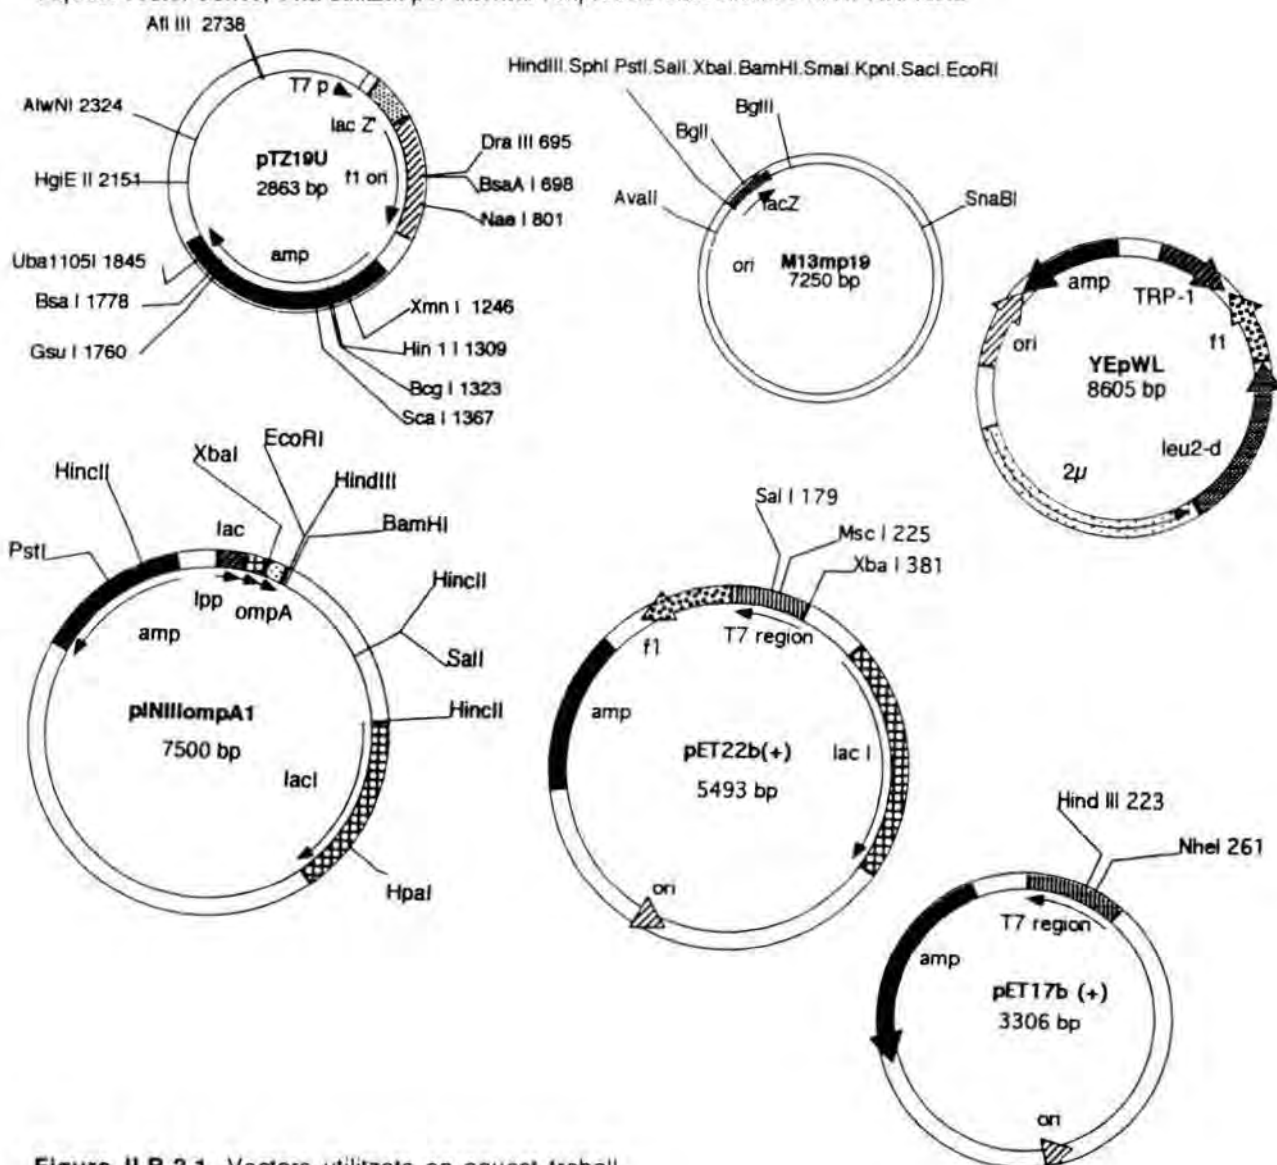 Afl III 2738
T7 p
AlwNI 2324
lac Z'
pTZ19U
2863 bp
f1 ori
Dra III 695
BsaA I 698
Nae I 801
HgiE II 2151
amp
Uba1105I 1845
Bsa I 1778
Gsu I 1760
Xmn I 1246
Hin 1 I 1309
Bcg I 1323
Sca I 1367
HindIII.SphI.PstI.SalI.XbaI.BamHI.SmaI.KpnI.SacI.EcoRI
BglII
BglI
AvaII
lacZ
SnaBI
ori
M13mp19
7250 bp
amp
TRP-1
ori
f1
YEpWL
8605 bp
leu2-d
2µ
EcoRI
XbaI
HincII
HindIII
lac
BamHI
PstI
HincII
lpp
ompA
amp
SalI
pINIIIompA1
7500 bp
HincII
lacI
HpaI
Sal I 179
Msc I 225
Xba I 381
T7 region
f1
amp
pET22b(+)
5493 bp
lac I
ori
Hind III 223
NheI 261
T7 region
amp
pET17b (+)
3306 bp
ori
Figure II.B.2.1. Vectors utilitzats en aquest treball